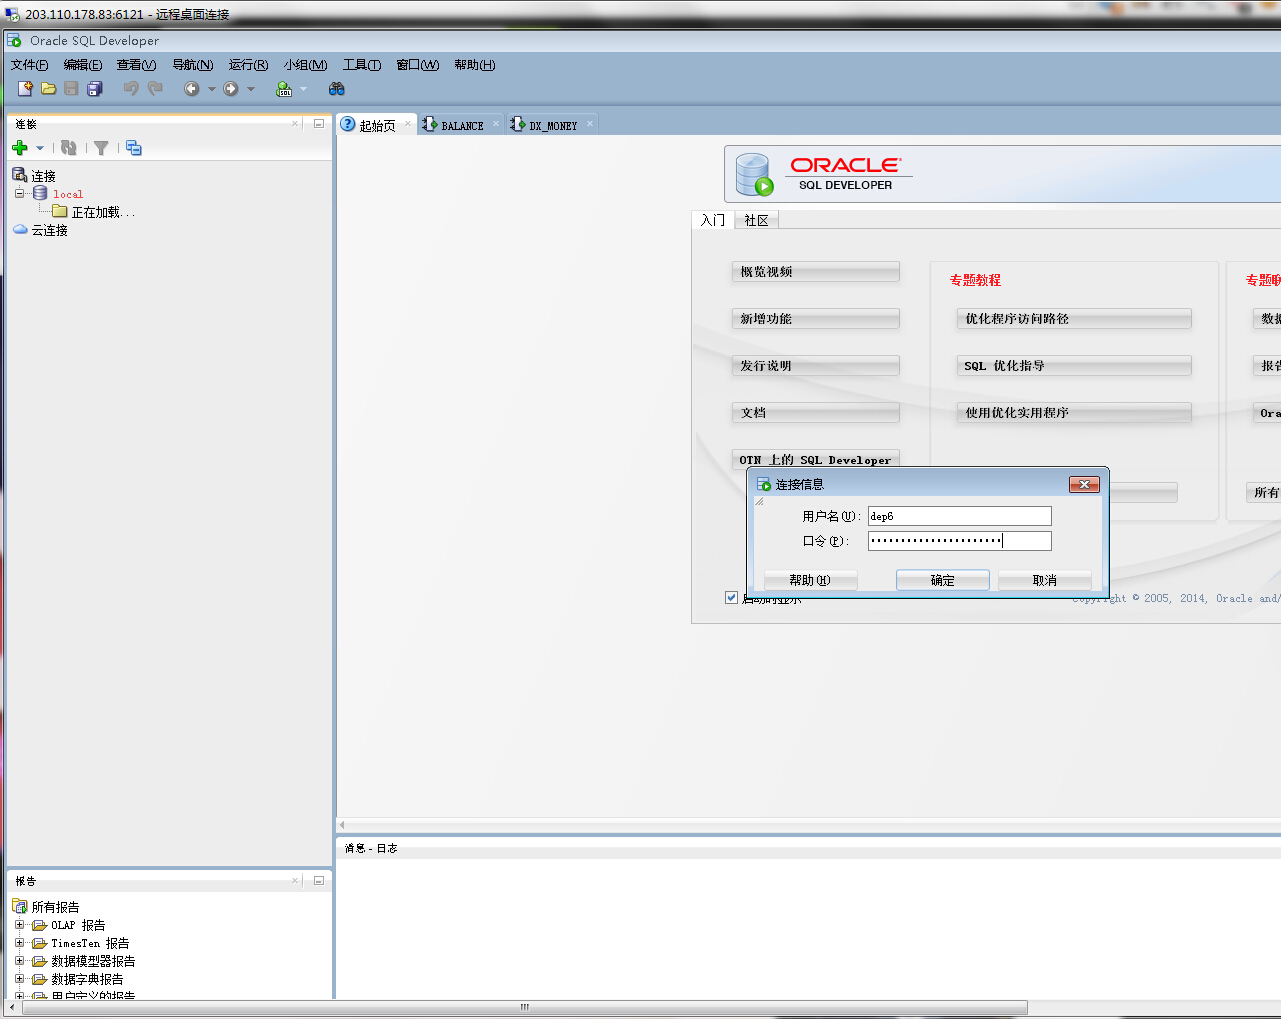 203.110.178.83:6121 - 远程桌面连接
Oracle SQL Developer
文件(F) 编辑(E) 查看(V) 导航(N) 运行(R) 小组(M) 工具(T) 窗口(W) 帮助(H)
连接
起始页 BALANCE DX_MONEY
连接
local
正在加载...
云连接
ORACLE
SQL DEVELOPER
入门 社区
概览视频
新增功能
发行说明
文档
OTN 上的 SQL Developer
专题教程
优化程序访问路径
SQL 优化指导
使用优化实用程序
专题
数据
报告
Ora
所有
连接信息
用户名(U): dep6
口令(P):
帮助(H) 确定 取消
启动时显示
Copyright © 2005, 2014, Oracle and/
消息 - 日志
报告
所有报告
OLAP 报告
TimesTen 报告
数据模型器报告
数据字典报告
用户定义的报告